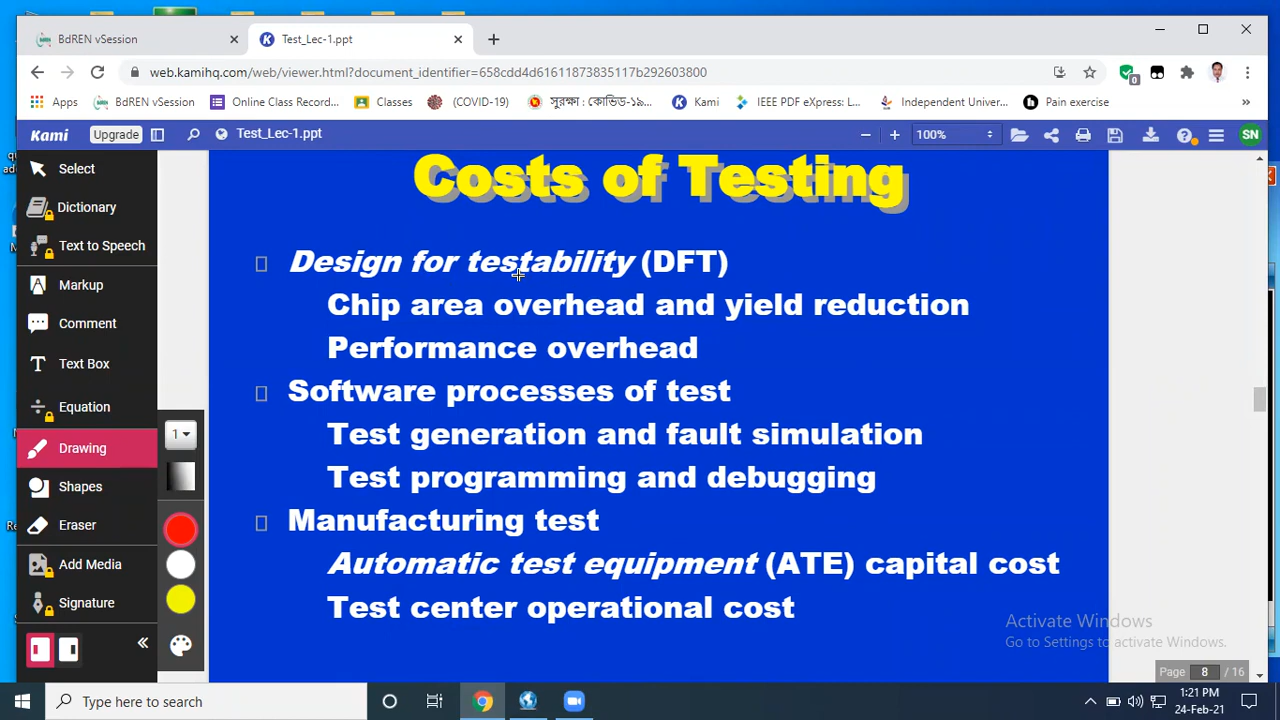 BdREN vSession
Test_Lec-1.ppt
web.kamihq.com/web/viewer.html?document_identifier=658cdd4d61611873835117b292603800
Apps
BdREN vSession
Online Class Record...
Classes
(COVID-19)
সুরক্ষা : কোভিড-১৯...
Kami
IEEE PDF eXpress: L...
Independent Univer...
Pain exercise
»
Kami
Upgrade
Test_Lec-1.ppt
100%
SN
Select
Dictionary
Text to Speech
Markup
Comment
Text Box
Equation
Drawing
Shapes
Eraser
Add Media
Signature
1
Costs of Testing
Design for testability (DFT)
Chip area overhead and yield reduction
Performance overhead
Software processes of test
Test generation and fault simulation
Test programming and debugging
Manufacturing test
Automatic test equipment (ATE) capital cost
Test center operational cost
Activate Windows
Go to Settings to activate Windows.
Page 8 / 16
Type here to search
1:21 PM
24-Feb-21